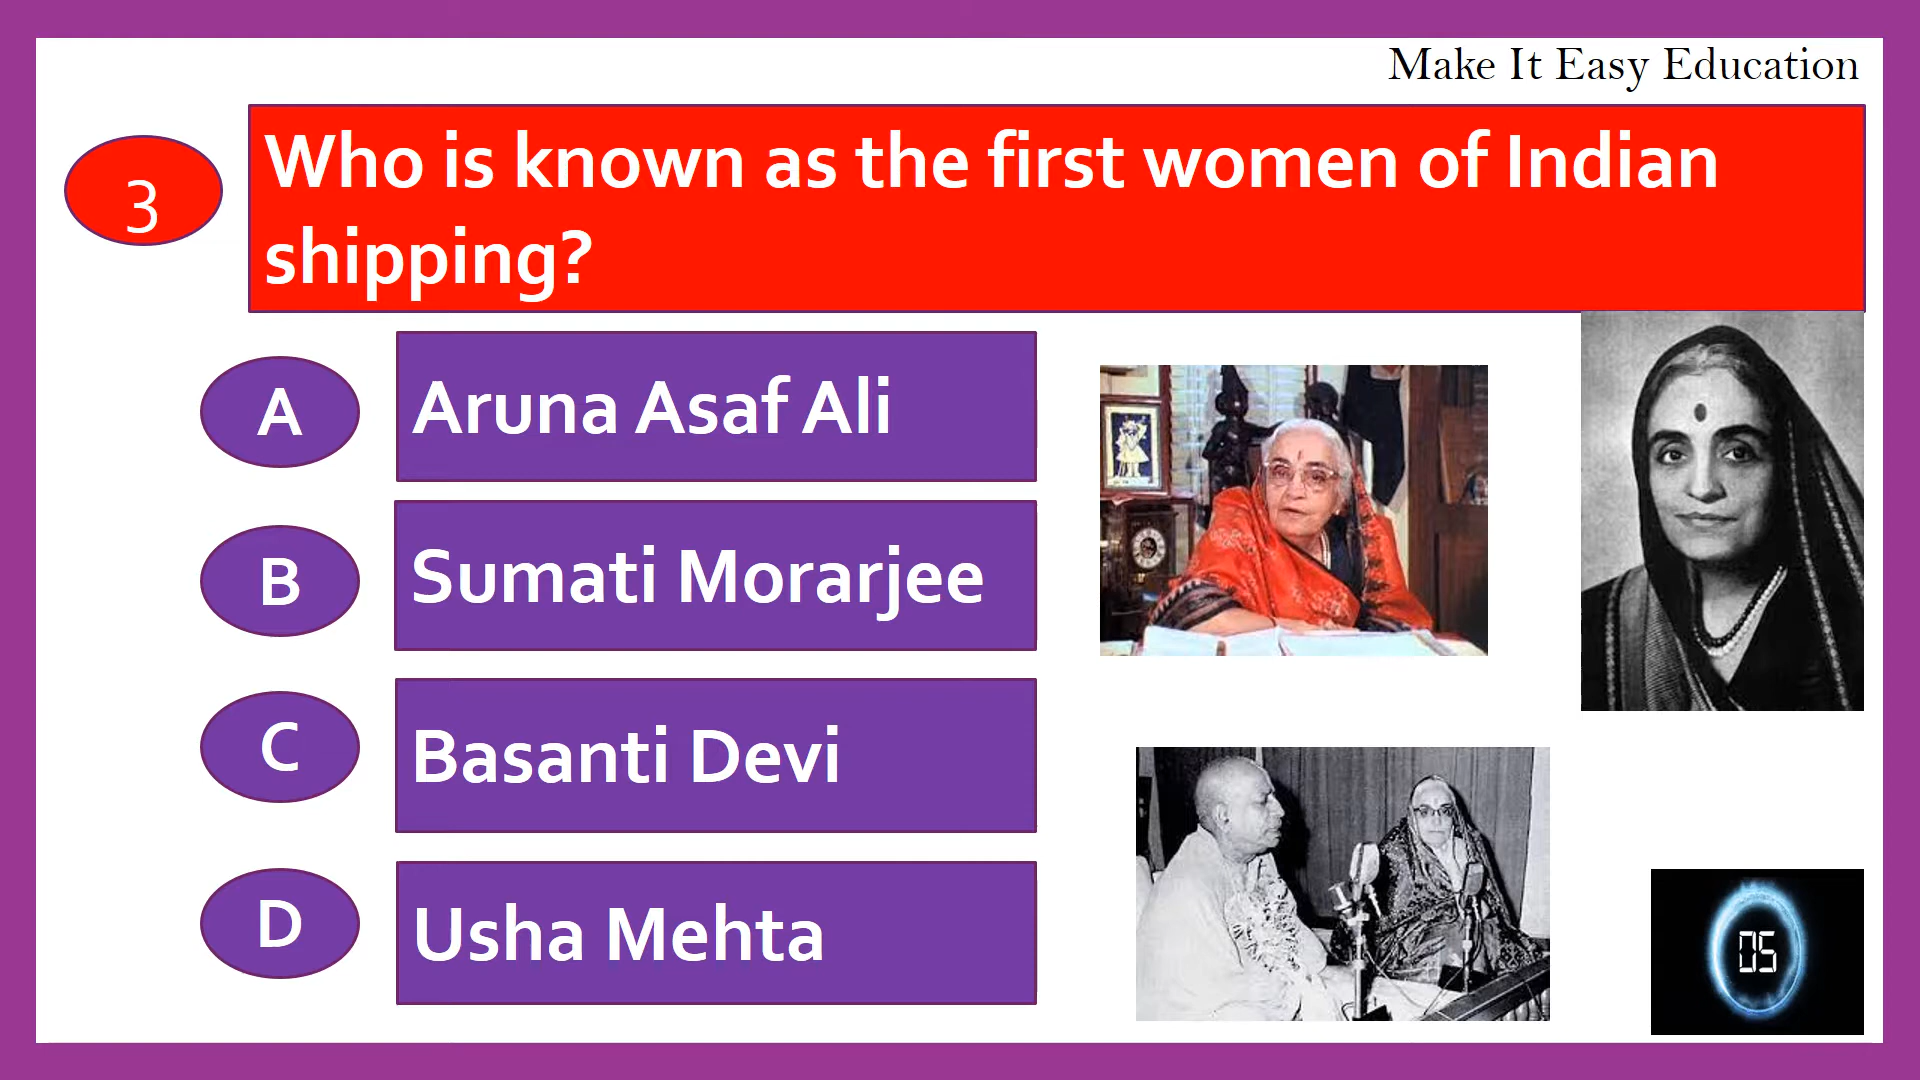 Make It Easy Education
3
Who is known as the first women of Indian
shipping?
A
Aruna Asaf Ali
B
Sumati Morarjee
C
Basanti Devi
D
Usha Mehta
05